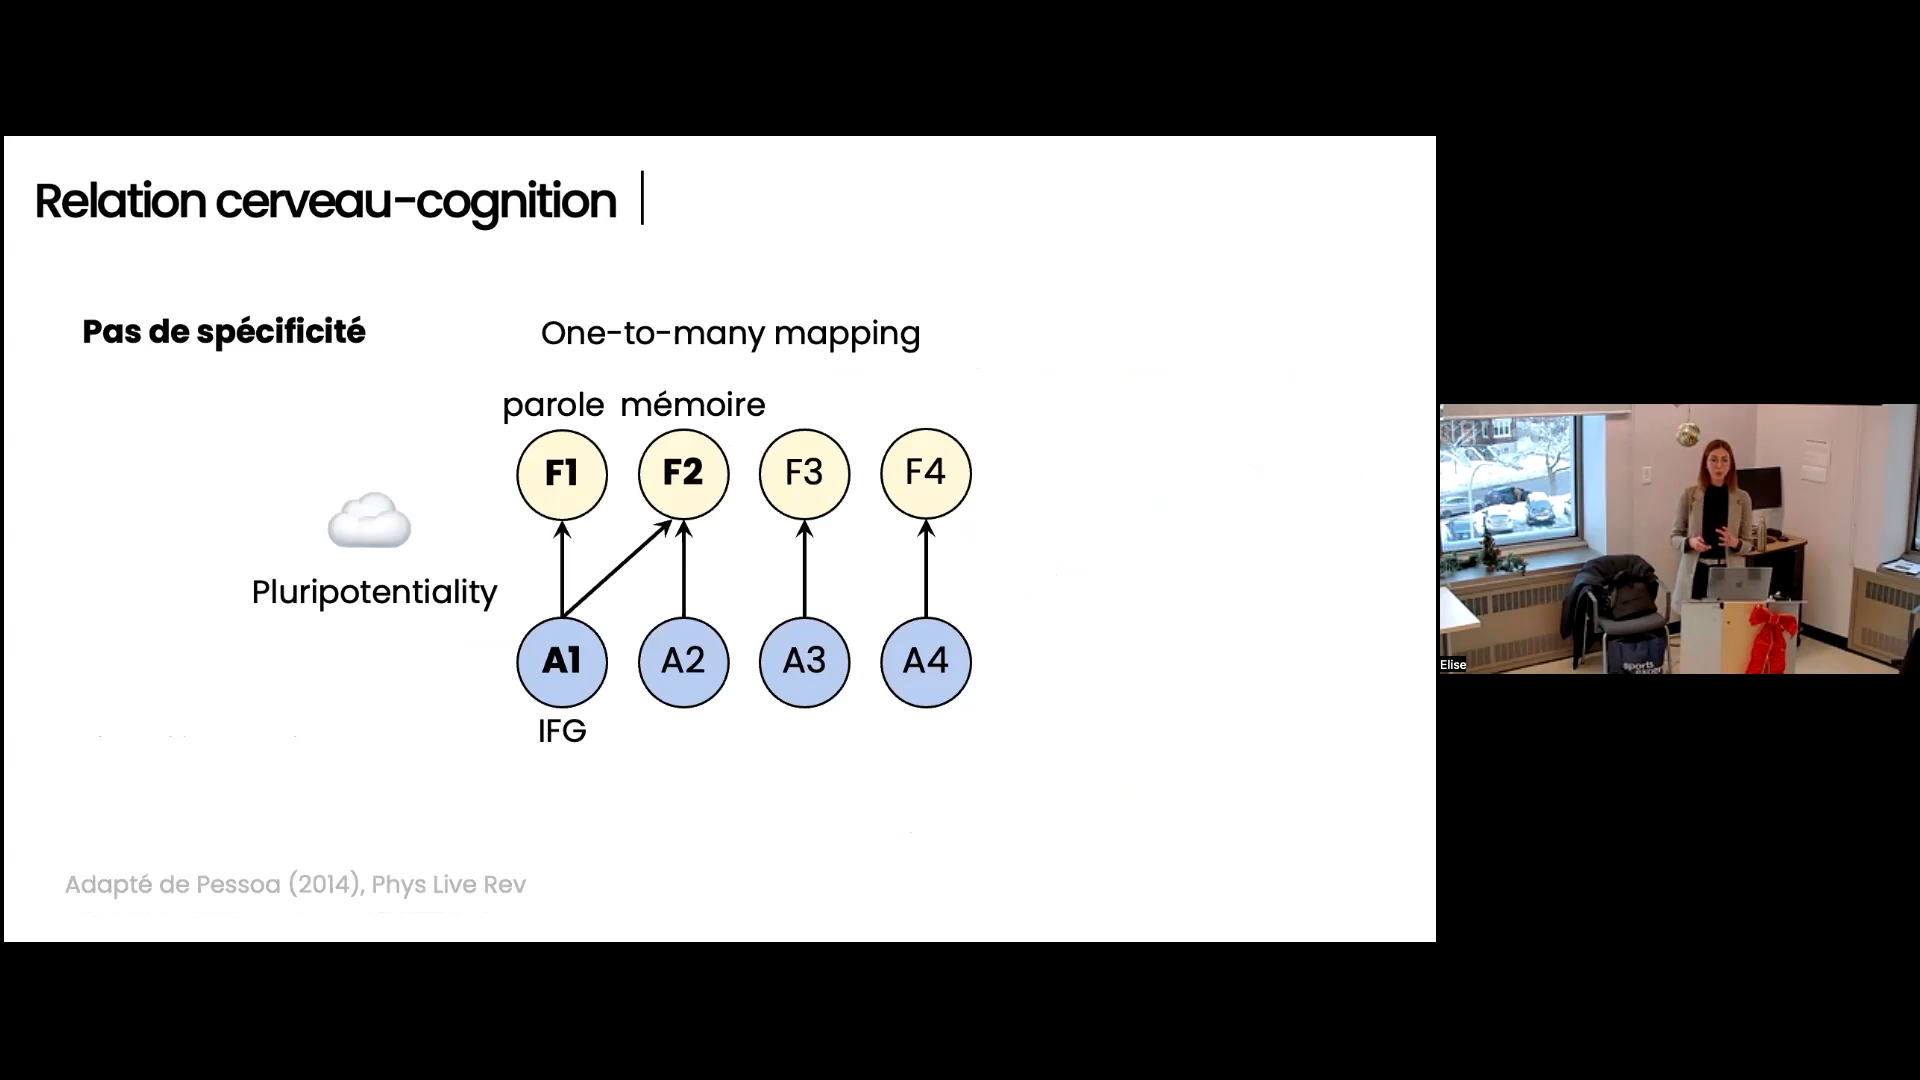 Relation cerveau-cognition
Pas de spécificité
One-to-many mapping
parole mémoire
F1 F2 F3 F4
Pluripotentiality
A1 A2 A3 A4
IFG
Adapté de Pessoa (2014), Phys Live Rev
Elise
sports